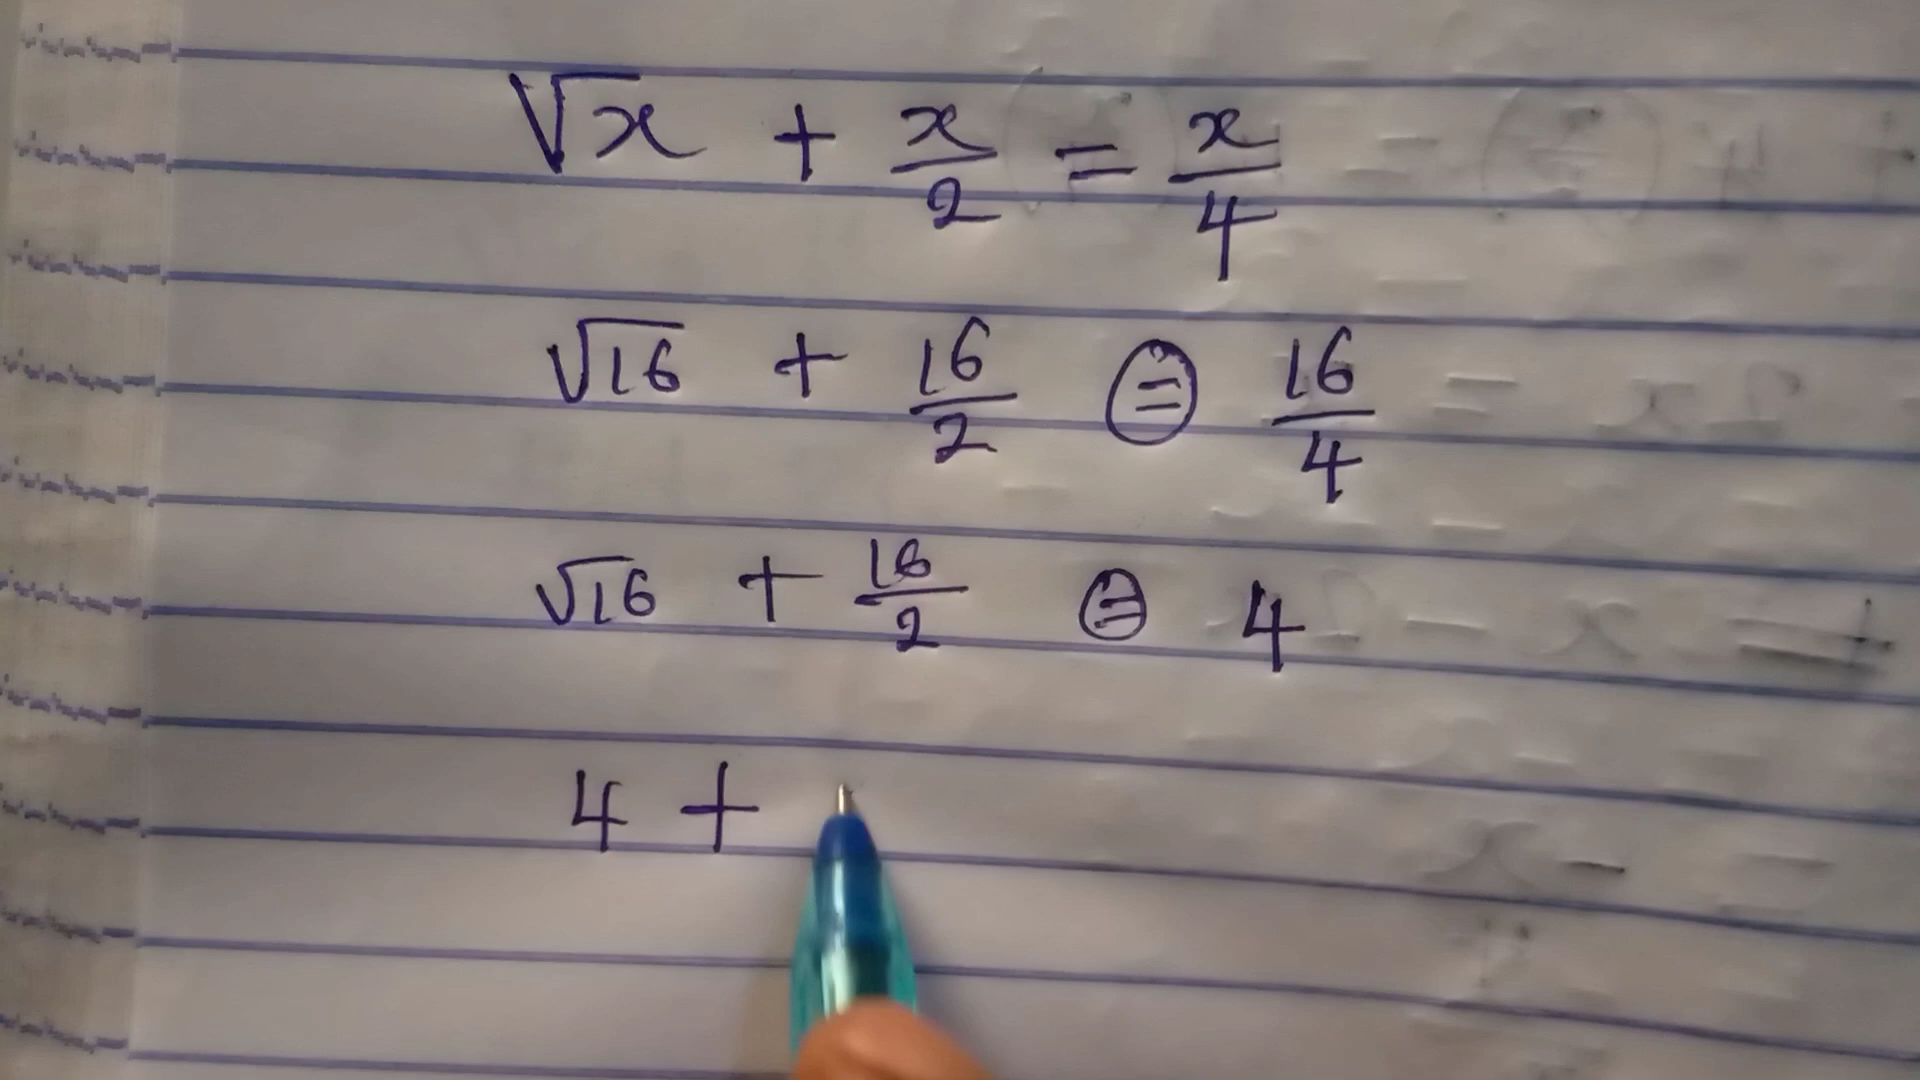 √x + x/2 = x/4
√16 + 16/2 = 16/4
√16 + 16/2 = 4
4 +